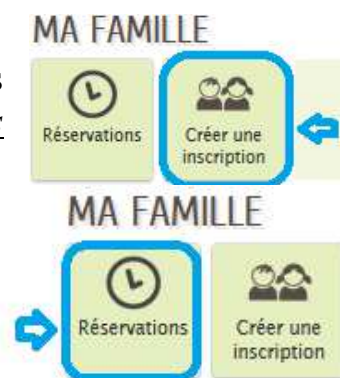 MA FAMILLE
Réservations
Créer une
inscription
MA FAMILLE
Réservations
Créer une
inscription